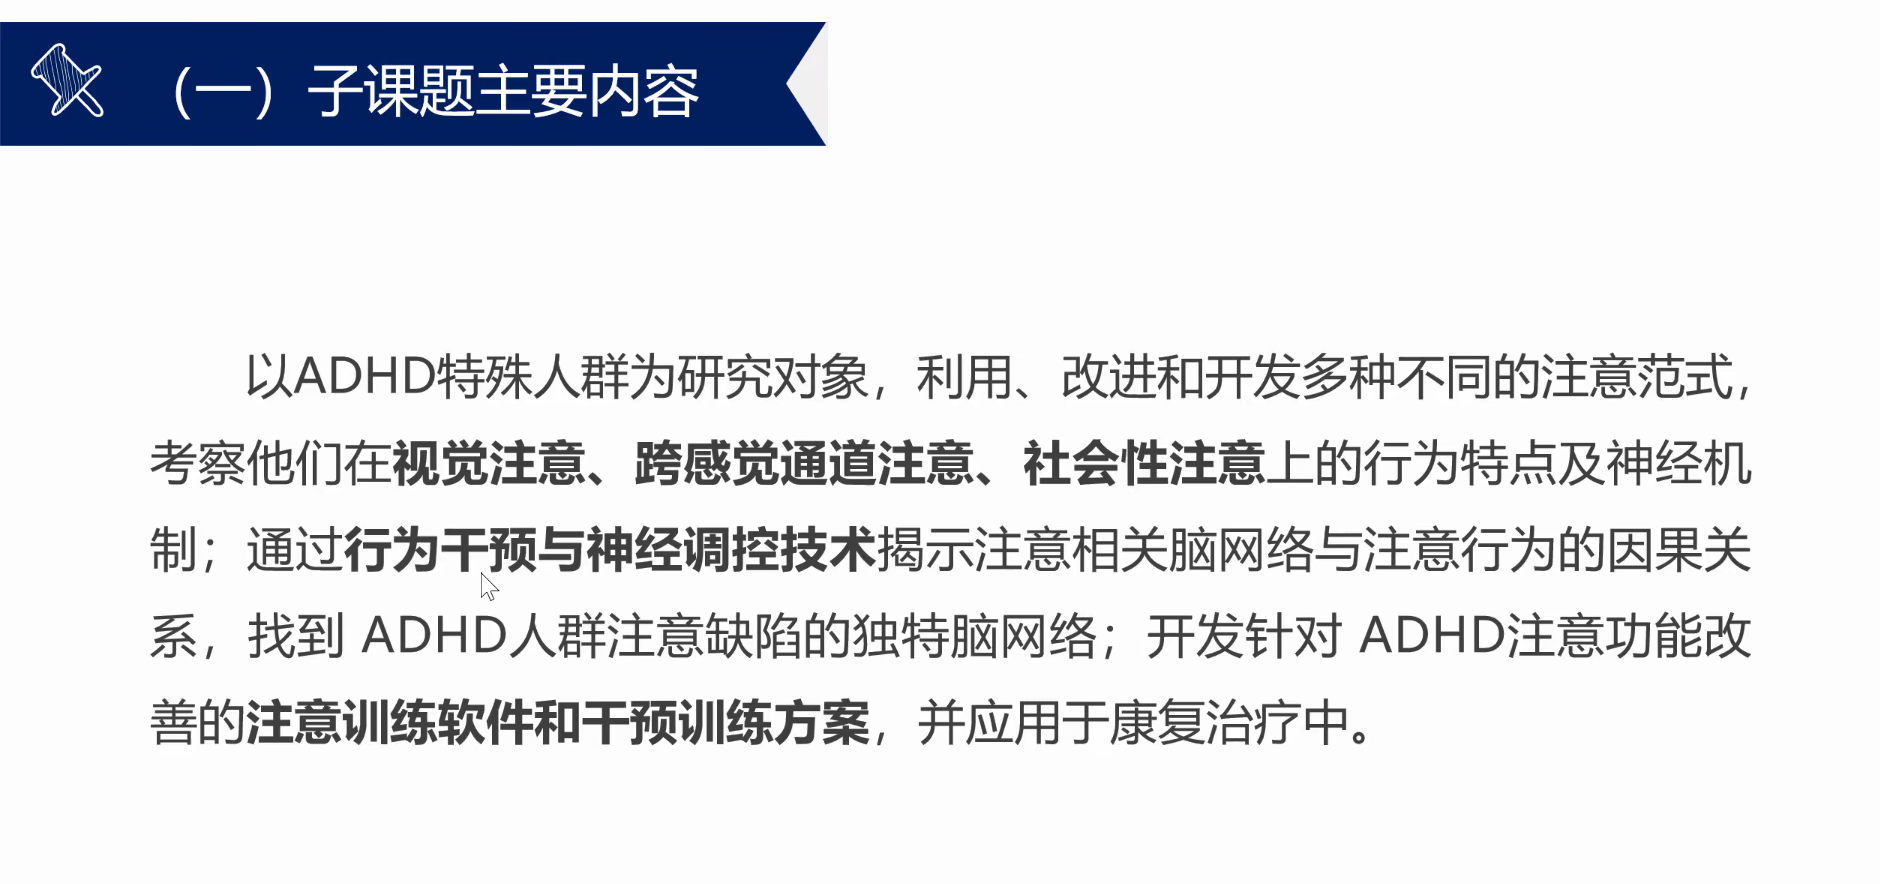 （一）子课题主要内容
以ADHD特殊人群为研究对象，利用、改进和开发多种不同的注意范式，
考察他们在视觉注意、跨感觉通道注意、社会性注意上的行为特点及神经机
制；通过行为干预与神经调控技术揭示注意相关脑网络与注意行为的因果关
系，找到 ADHD人群注意缺陷的独特脑网络；开发针对 ADHD注意功能改
善的注意训练软件和干预训练方案，并应用于康复治疗中。